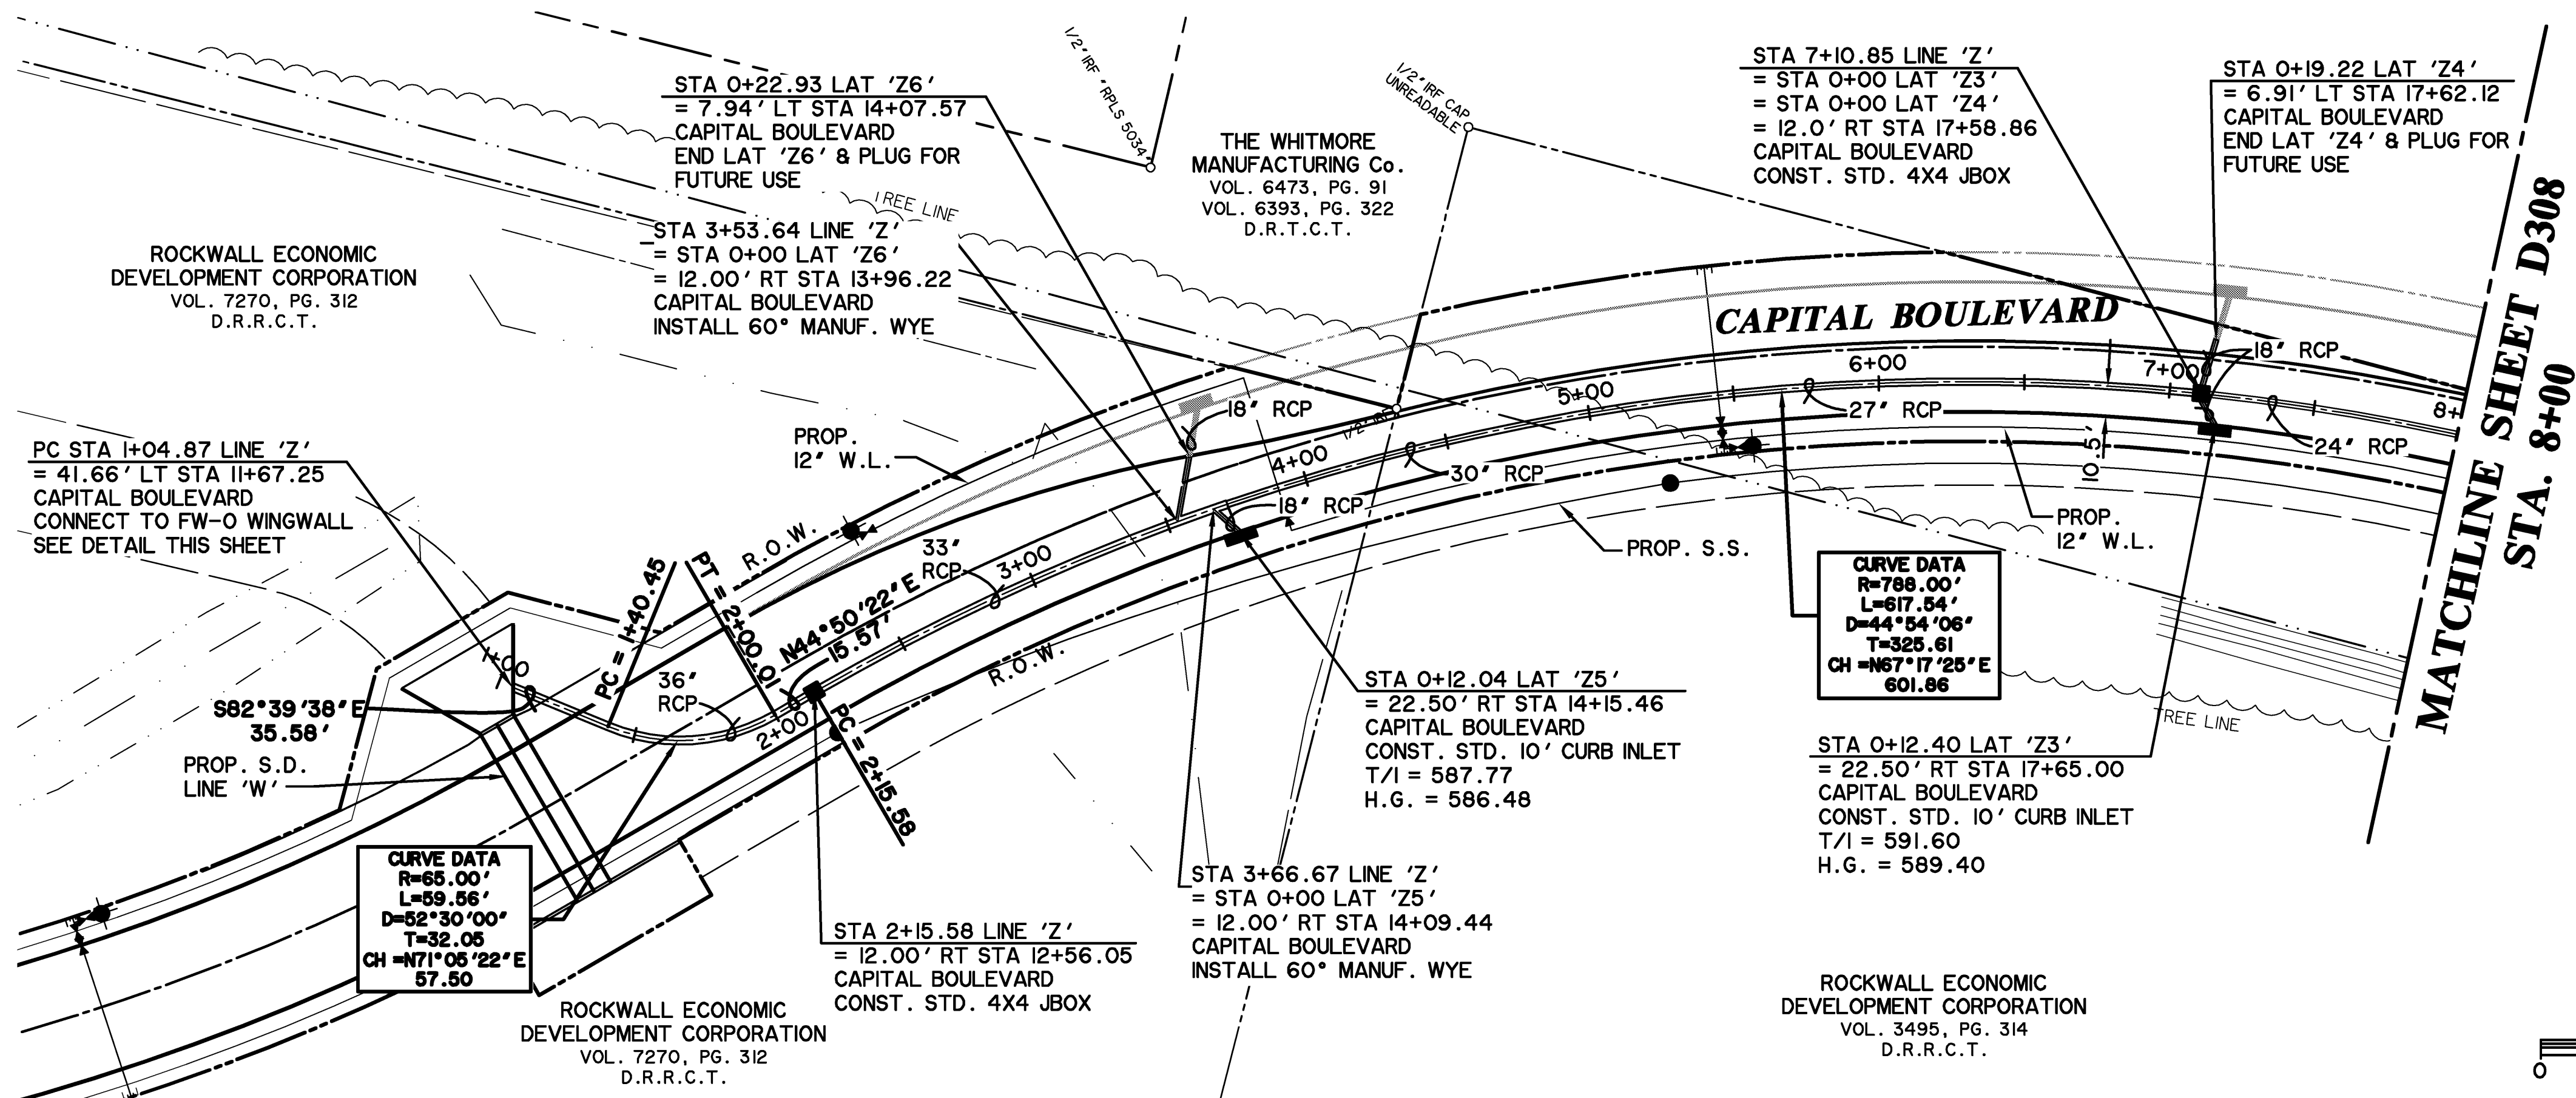 STA 0+22.93 LAT 'Z6'
= 7.94' LT STA 14+07.57
CAPITAL BOULEVARD
END LAT 'Z6' & PLUG FOR
FUTURE USE
1/2" IRF "RPLS 5034"
1/2" IRF CAP
UNREADABLE
THE WHITMORE
MANUFACTURING Co.
VOL. 6473, PG. 91
VOL. 6393, PG. 322
D.R.T.C.T.
STA 7+10.85 LINE 'Z'
= STA 0+00 LAT 'Z3'
= STA 0+00 LAT 'Z4'
= 12.0' RT STA 17+58.86
CAPITAL BOULEVARD
CONST. STD. 4X4 JBOX
STA 0+19.22 LAT 'Z4'
= 6.91' LT STA 17+62.12
CAPITAL BOULEVARD
END LAT 'Z4' & PLUG FOR
FUTURE USE
MATCHLINE SHEET D308
STA. 8+00
TREE LINE
STA 3+53.64 LINE 'Z'
= STA 0+00 LAT 'Z6'
= 12.00' RT STA 13+96.22
CAPITAL BOULEVARD
INSTALL 60° MANUF. WYE
ROCKWALL ECONOMIC
DEVELOPMENT CORPORATION
VOL. 7270, PG. 312
D.R.R.C.T.
CAPITAL BOULEVARD
18" RCP
6+00
7+00
5+00
8+
27" RCP
24" RCP
18" RCP
1/2" IRF
4+00
30" RCP
18" RCP
10.5'
PROP.
12" W.L.
PC STA 1+04.87 LINE 'Z'
= 41.66' LT STA 11+67.25
CAPITAL BOULEVARD
CONNECT TO FW-0 WINGWALL
SEE DETAIL THIS SHEET
R.O.W.
33"
RCP
3+00
PROP. S.S.
PROP.
12" W.L.
CURVE DATA
R=788.00'
L=617.54'
D=44°54'06"
T=325.61
CH =N67°17'25"E
601.86
PC = 1+40.45
PT = 2+00.01
N44°50'22"E
15.57'
1+00
36"
RCP
2+00
PC = 2+15.58
R.O.W.
S82°39'38"E
35.58'
PROP. S.D.
LINE 'W'
STA 0+12.04 LAT 'Z5'
= 22.50' RT STA 14+15.46
CAPITAL BOULEVARD
CONST. STD. 10' CURB INLET
T/I = 587.77
H.G. = 586.48
TREE LINE
STA 0+12.40 LAT 'Z3'
= 22.50' RT STA 17+65.00
CAPITAL BOULEVARD
CONST. STD. 10' CURB INLET
T/I = 591.60
H.G. = 589.40
CURVE DATA
R=65.00'
L=59.56'
D=52°30'00"
T=32.05
CH =N71°05'22"E
57.50
STA 2+15.58 LINE 'Z'
= 12.00' RT STA 12+56.05
CAPITAL BOULEVARD
CONST. STD. 4X4 JBOX
STA 3+66.67 LINE 'Z'
= STA 0+00 LAT 'Z5'
= 12.00' RT STA 14+09.44
CAPITAL BOULEVARD
INSTALL 60° MANUF. WYE
ROCKWALL ECONOMIC
DEVELOPMENT CORPORATION
VOL. 7270, PG. 312
D.R.R.C.T.
ROCKWALL ECONOMIC
DEVELOPMENT CORPORATION
VOL. 3495, PG. 314
D.R.R.C.T.
0